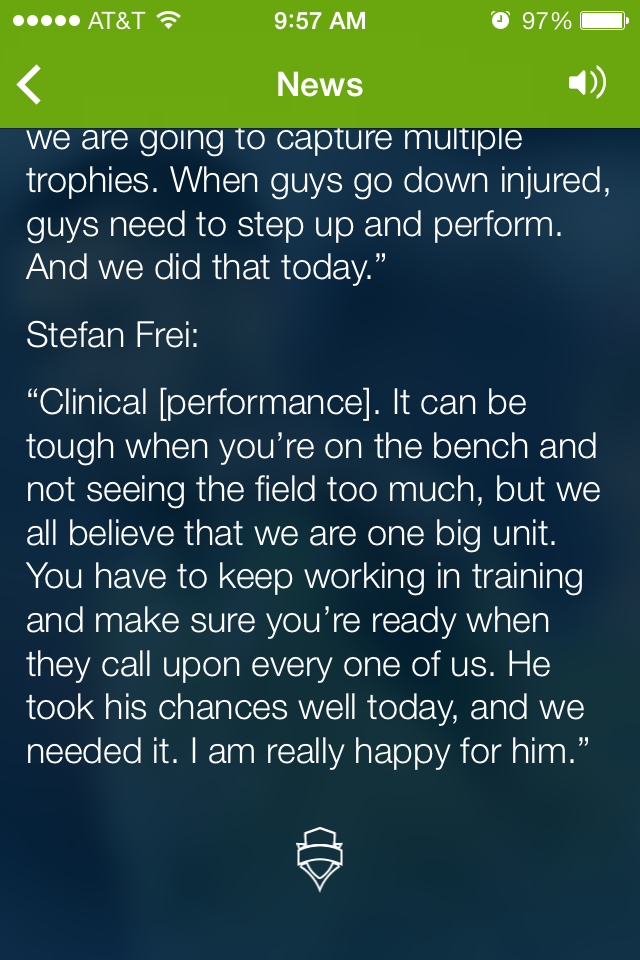 AT&T 9:57 AM 97%
News
we are going to capture multiple
trophies. When guys go down injured,
guys need to step up and perform.
And we did that today.”
Stefan Frei:
“Clinical [performance]. It can be
tough when you’re on the bench and
not seeing the field too much, but we
all believe that we are one big unit.
You have to keep working in training
and make sure you’re ready when
they call upon every one of us. He
took his chances well today, and we
needed it. I am really happy for him.”